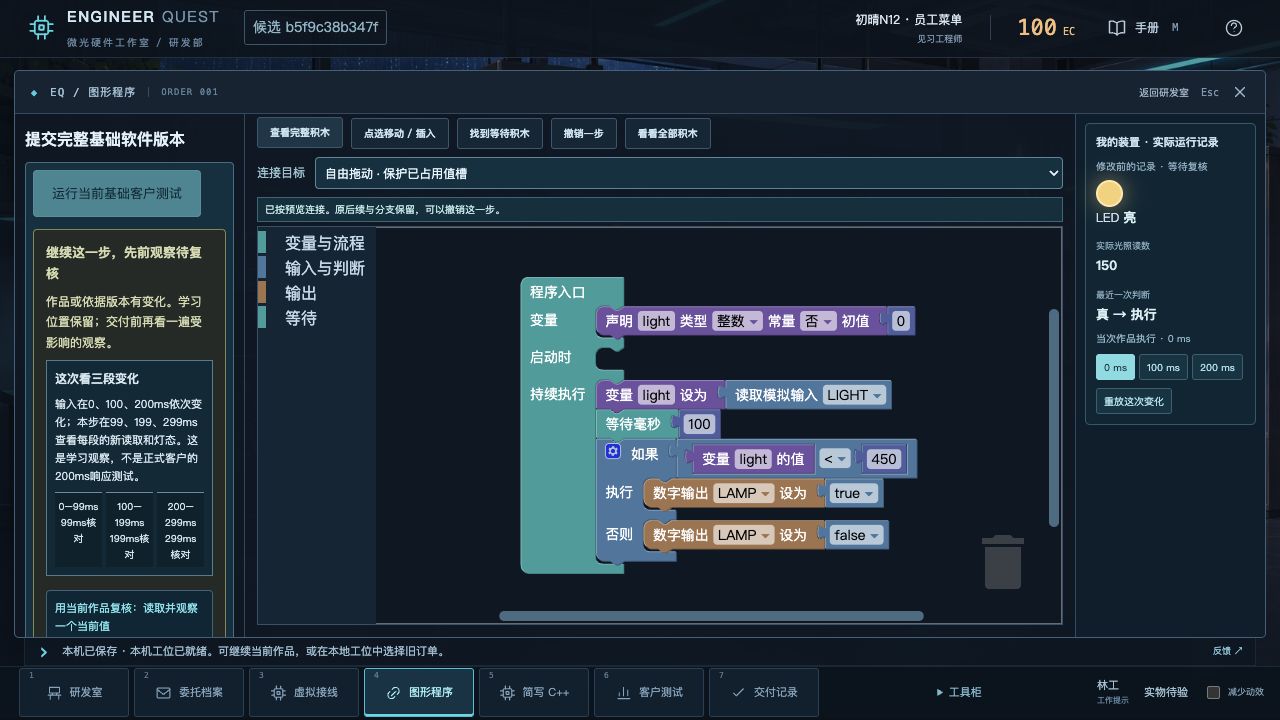 ENGINEER QUEST
微光硬件工作室 / 研发部
候选 b5f9c38b347f
初晴N12 · 员工菜单
见习工程师
100 EC
手册 M
EQ / 图形程序
ORDER 001
返回研发室 Esc
提交完整基础软件版本
运行当前基础客户测试
继续这一步，先前观察待复
核
作品或依据版本有变化。学习
位置保留；交付前再看一遍受
影响的观察。
这次看三段变化
输入在0、100、200ms依次变
化；本步在99、199、299ms
查看每段的新读取和灯态。这
是学习观察，不是正式客户的
200ms响应测试。
0—99ms
99ms核
对
100—
199ms
199ms核
对
200—
299ms
299ms
核对
用当前作品复核：读取并观察
一个当前值
查看完整积木
点选移动 / 插入
找到等待积木
撤销一步
看看全部积木
连接目标
自由拖动 · 保护已占用值槽
已按预览连接。原后续与分支保留，可以撤销这一步。
变量与流程
输入与判断
输出
等待
程序入口
变量
声明 light 类型 整数 常量 否 初值 0
启动时
持续执行
变量 light 设为 读取模拟输入 LIGHT
等待毫秒 100
如果 变量 light 的值 < 450
执行 数字输出 LAMP 设为 true
否则 数字输出 LAMP 设为 false
我的装置 · 实际运行记录
修改前的记录 · 等待复核
LED 亮
实际光照读数
150
最近一次判断
真 → 执行
当次作品执行 · 0 ms
0 ms
100 ms
200 ms
重放这次变化
本机已保存 · 本机工位已就绪。可继续当前作品，或在本地工位中选择旧订单。
反馈 ↗
1 研发室
2 委托档案
3 虚拟接线
4 图形程序
5 简写 C++
6 客户测试
7 交付记录
工具柜
林工
工作提示
实物待验
减少动效